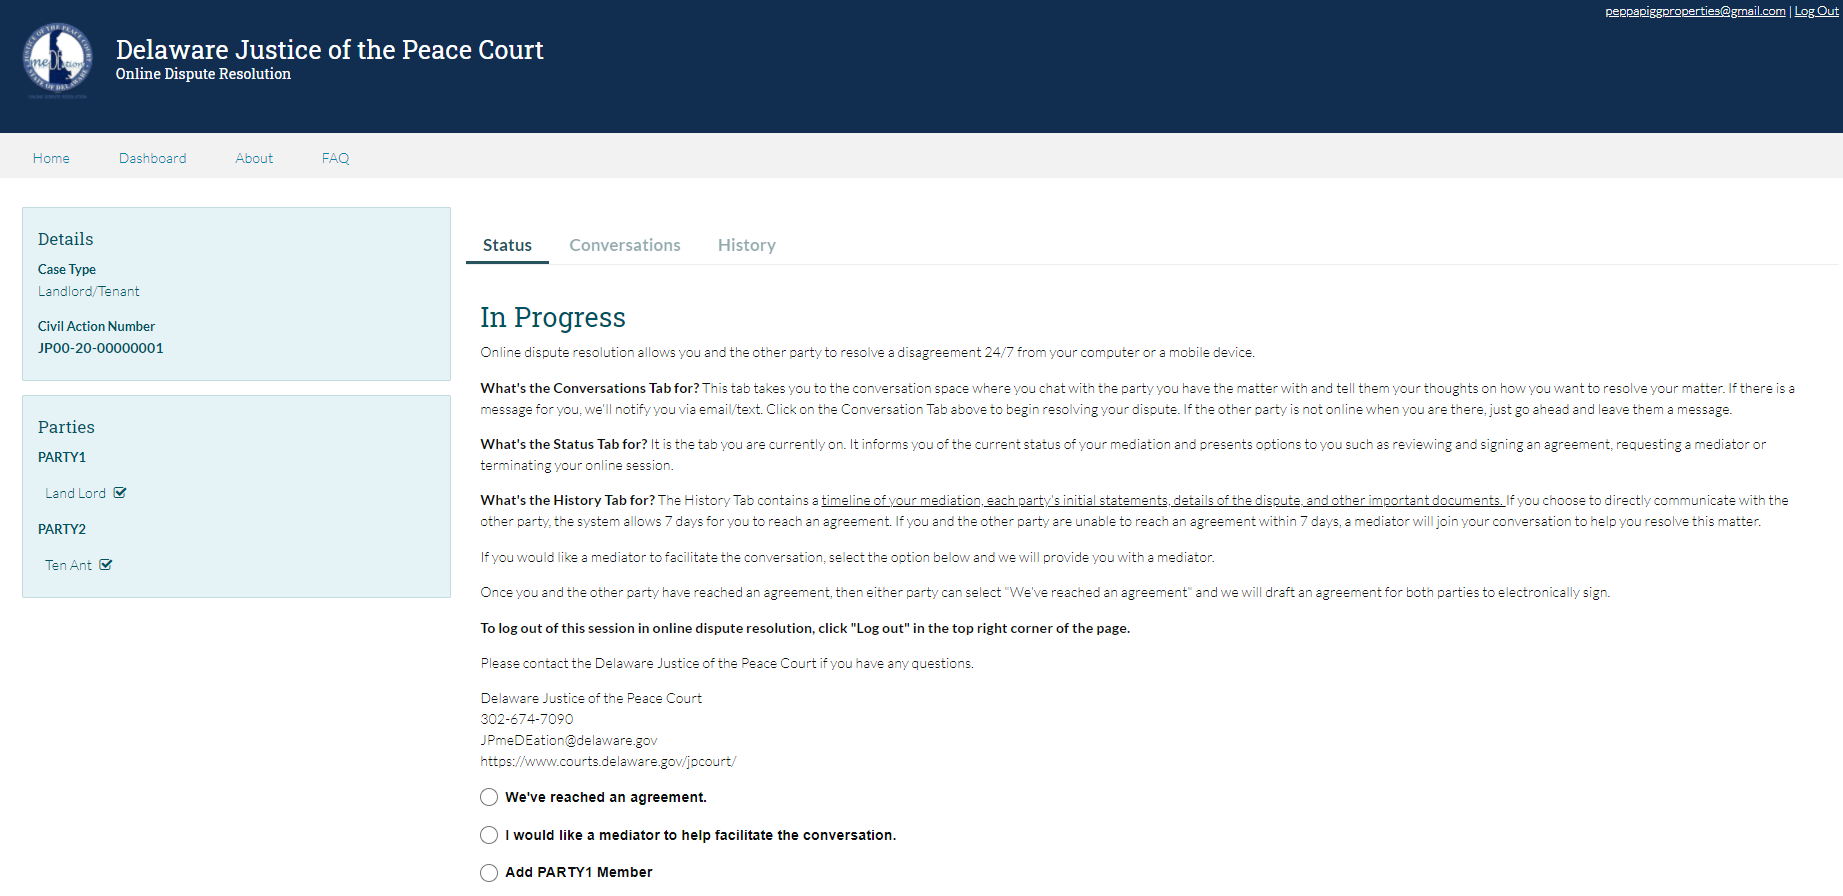 peppapiggproperties@gmail.com | Log Out
Delaware Justice of the Peace Court
Online Dispute Resolution
Home Dashboard About FAQ
Details
Case Type
Landlord/Tenant
Civil Action Number
JP00-20-00000001
Parties
PARTY1
Land Lord
PARTY2
Ten Ant
Status Conversations History
In Progress
Online dispute resolution allows you and the other party to resolve a disagreement 24/7 from your computer or a mobile device.
What's the Conversations Tab for? This tab takes you to the conversation space where you chat with the party you have the matter with and tell them your thoughts on how you want to resolve your matter. If there is a
message for you, we'll notify you via email/text. Click on the Conversation Tab above to begin resolving your dispute. If the other party is not online when you are there, just go ahead and leave them a message.
What's the Status Tab for? It is the tab you are currently on. It informs you of the current status of your mediation and presents options to you such as reviewing and signing an agreement, requesting a mediator or
terminating your online session.
What's the History Tab for? The History Tab contains a timeline of your mediation, each party's initial statements, details of the dispute, and other important documents. If you choose to directly communicate with the
other party, the system allows 7 days for you to reach an agreement. If you and the other party are unable to reach an agreement within 7 days, a mediator will join your conversation to help you resolve this matter.
If you would like a mediator to facilitate the conversation, select the option below and we will provide you with a mediator.
Once you and the other party have reached an agreement, then either party can select "We've reached an agreement" and we will draft an agreement for both parties to electronically sign.
To log out of this session in online dispute resolution, click "Log out" in the top right corner of the page.
Please contact the Delaware Justice of the Peace Court if you have any questions.
Delaware Justice of the Peace Court
302-674-7090
JPmeDEation@delaware.gov
https://www.courts.delaware.gov/jpcourt/
We've reached an agreement.
I would like a mediator to help facilitate the conversation.
Add PARTY1 Member